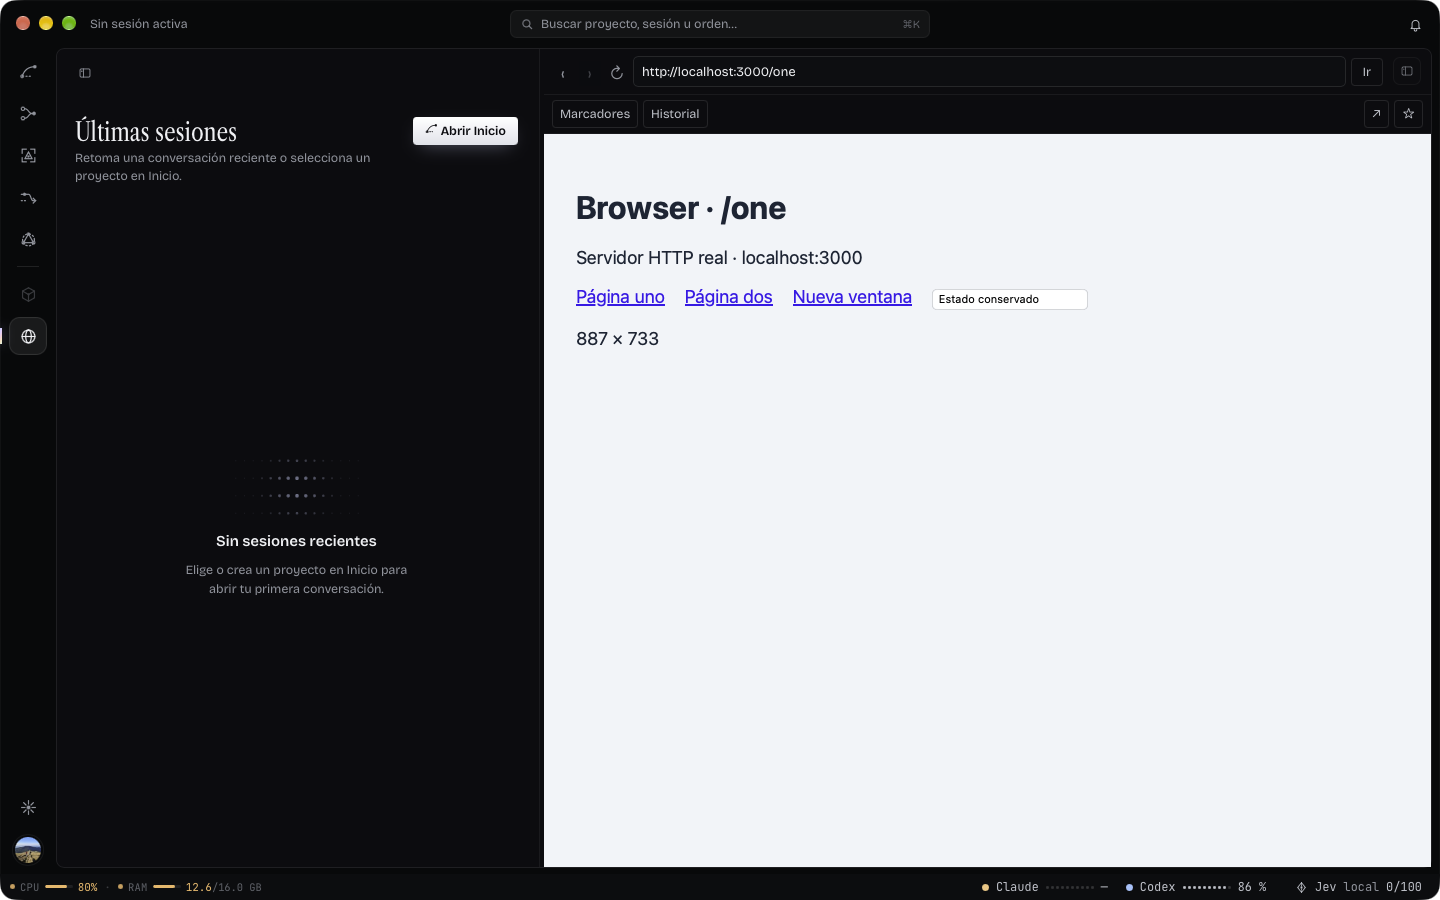 Sin sesión activa
Buscar proyecto, sesión u orden...
⌘K
http://localhost:3000/one
Ir
Marcadores
Historial
Últimas sesiones
Abrir Inicio
Retoma una conversación reciente o selecciona un
proyecto en Inicio.
Browser · /one
Servidor HTTP real · localhost:3000
Página uno Página dos Nueva ventana Estado conservado
887 × 733
Sin sesiones recientes
Elige o crea un proyecto en Inicio para
abrir tu primera conversación.
CPU 80% · RAM 12.6/16.0 GB
Claude — Codex 86 % Jev local 0/100